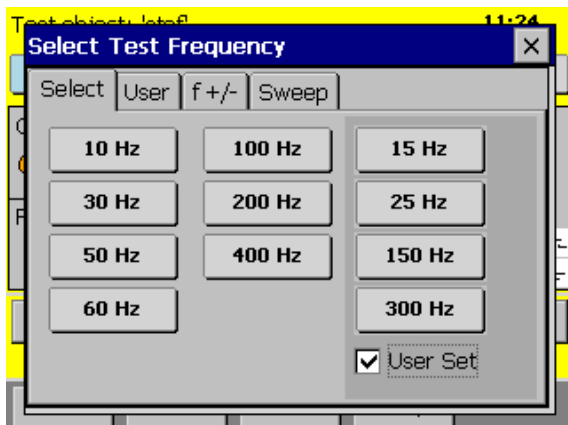 11:24
Select Test Frequency
Select User f +/- Sweep
10 Hz 100 Hz 15 Hz
30 Hz 200 Hz 25 Hz
50 Hz 400 Hz 150 Hz
60 Hz 300 Hz
User Set